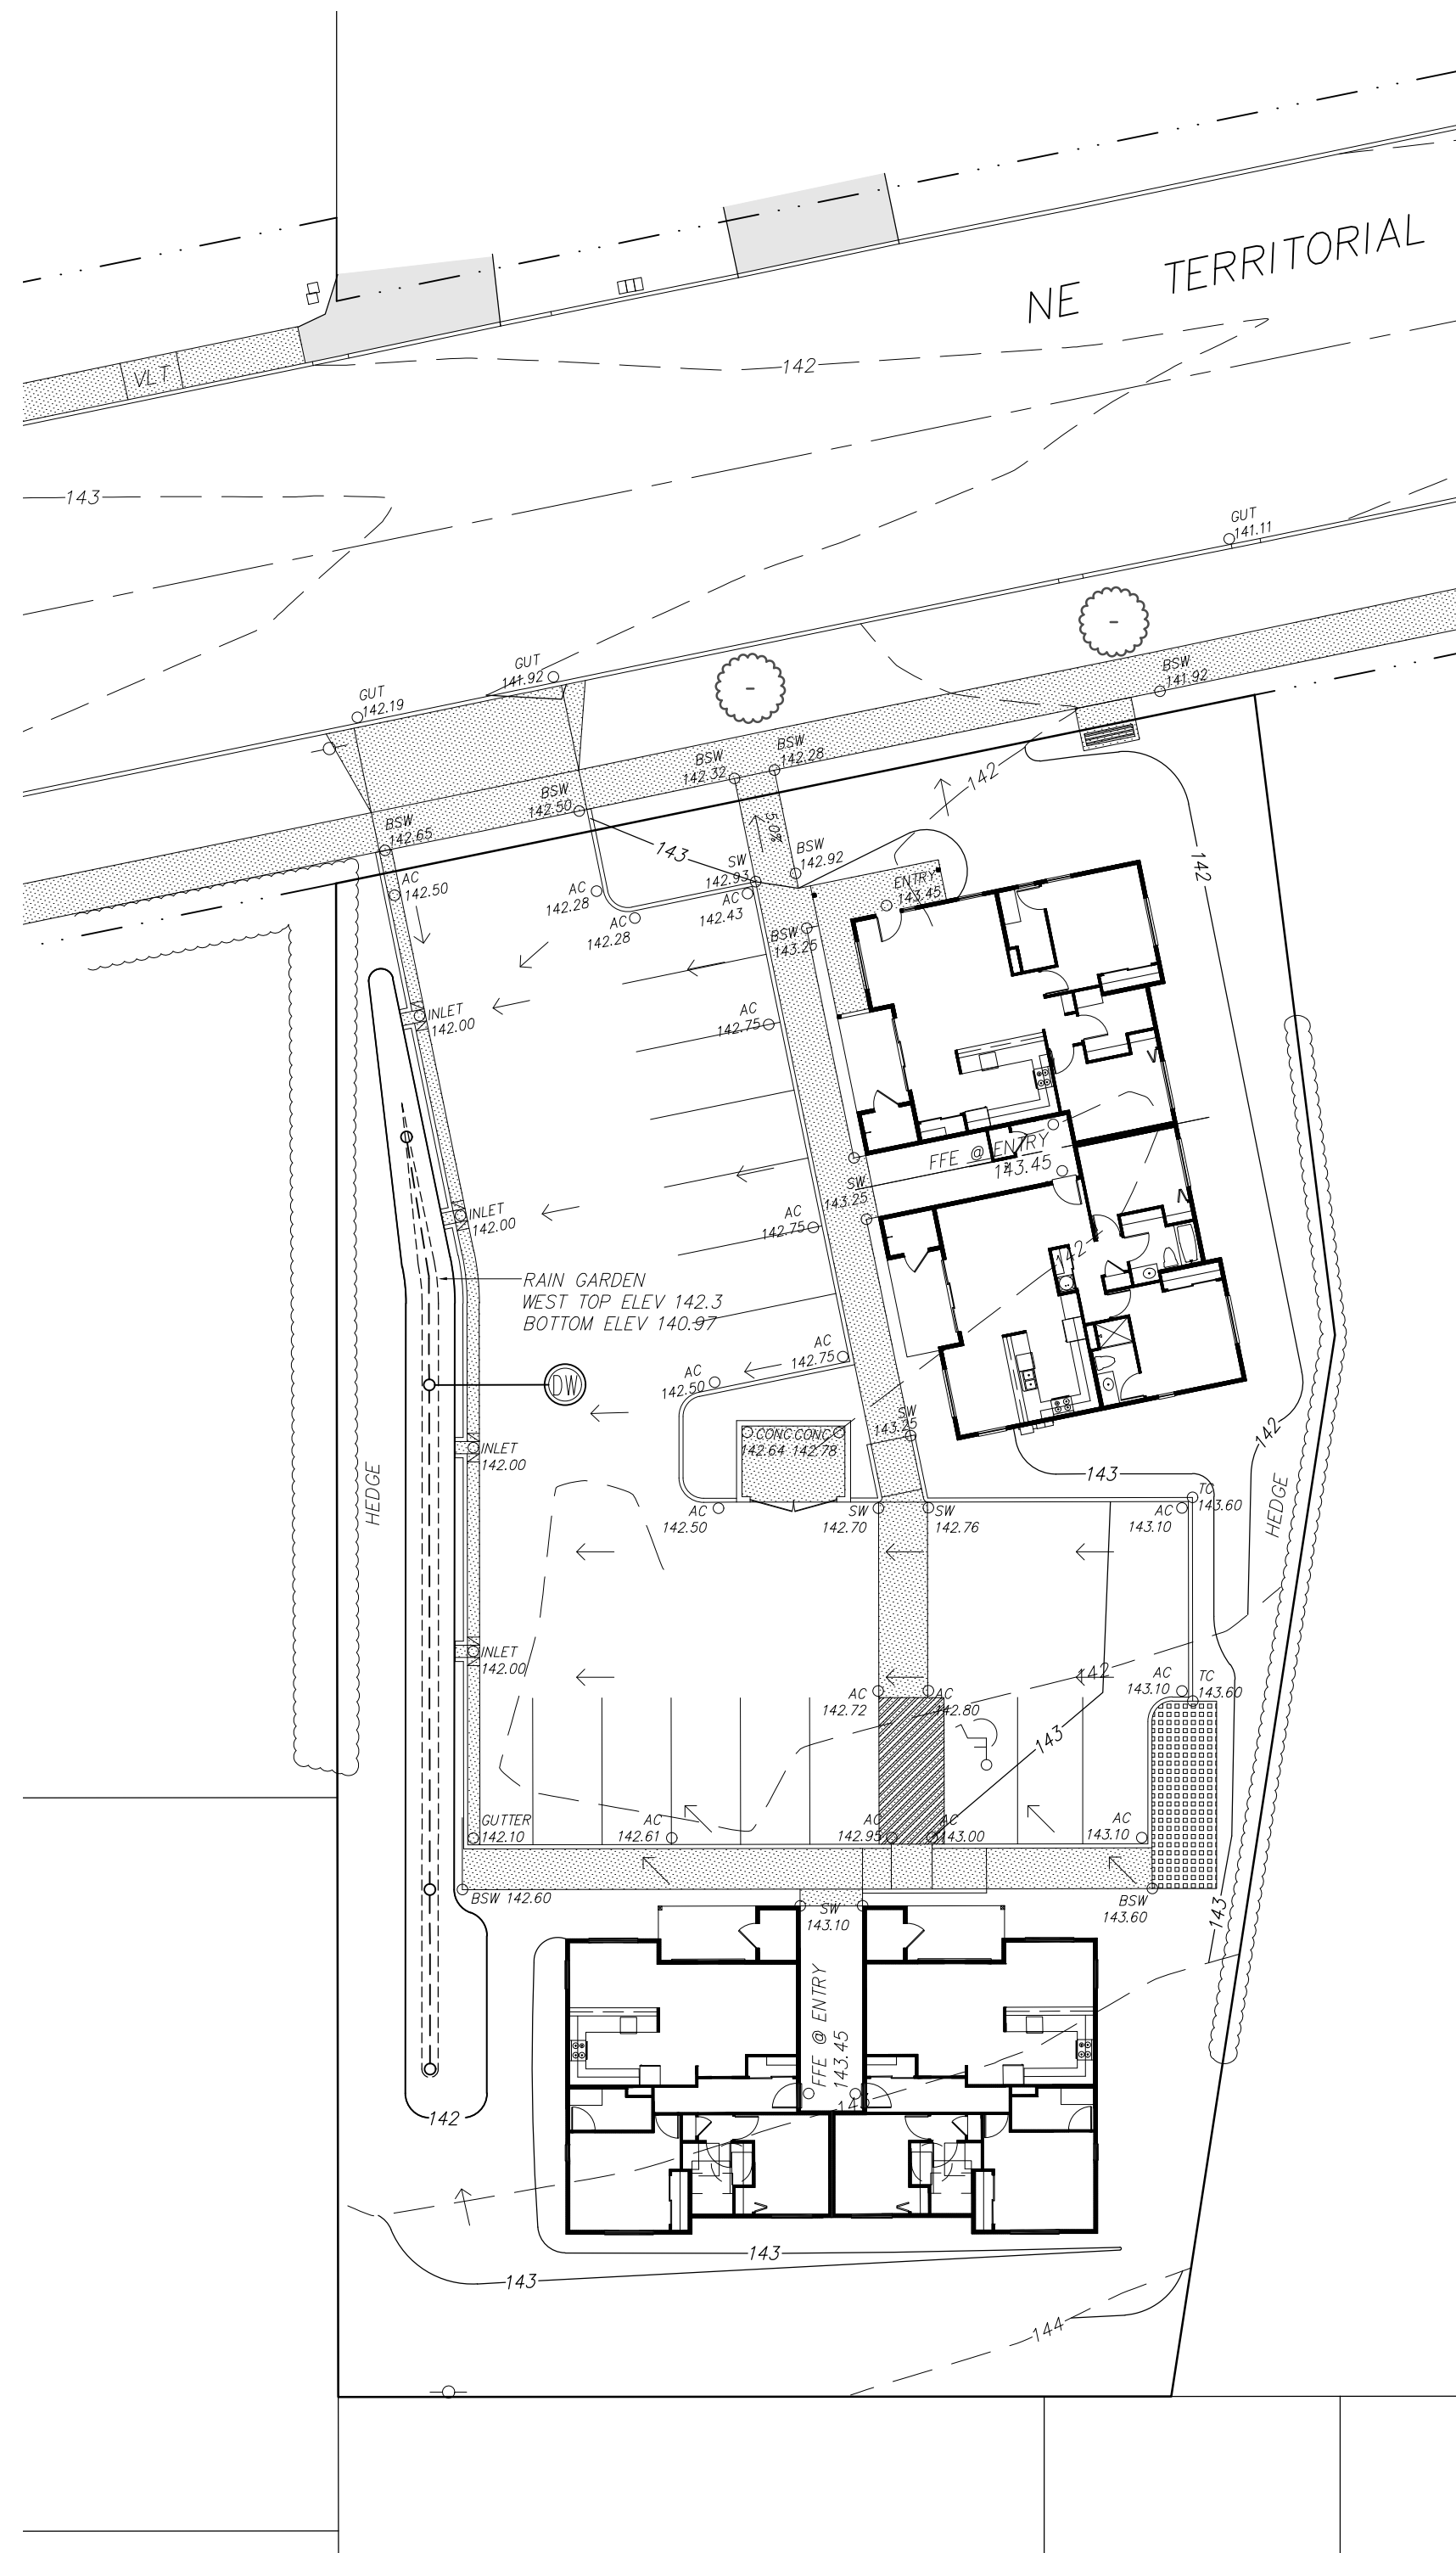 NE TERRITORIAL
VLT
142
143
GUT
141.11
GUT
141.92
GUT
142.19
BSW
141.92
BSW
142.28
BSW
142.32
BSW
142.50
BSW
142.65
142
5.0%
143
BSW
142.92
SW
142.93
142
AC
142.50
AC
142.28
AC
142.28
AC
142.43
ENTRY
143.45
BSW
143.25
INLET
142.00
AC
142.75
FFE @ ENTRY
143.45
SW
143.25
INLET
142.00
AC
142.75
142
RAIN GARDEN
WEST TOP ELEV 142.3
BOTTOM ELEV 140.97
AC
142.75
AC
142.50
DW
SW
143.25
CONC
142.64
CONC
142.78
142
INLET
142.00
143
HEDGE
HEDGE
TC
143.60
AC
142.50
SW
142.70
SW
142.76
AC
143.10
INLET
142.00
142
AC
143.10
TC
143.60
AC
142.72
AC
142.80
143
GUTTER
142.10
AC
142.61
AC
142.95
AC
143.00
AC
143.10
BSW 142.60
BSW
143.60
SW
143.10
143
FFE @ ENTRY
143.45
142
143
143
144